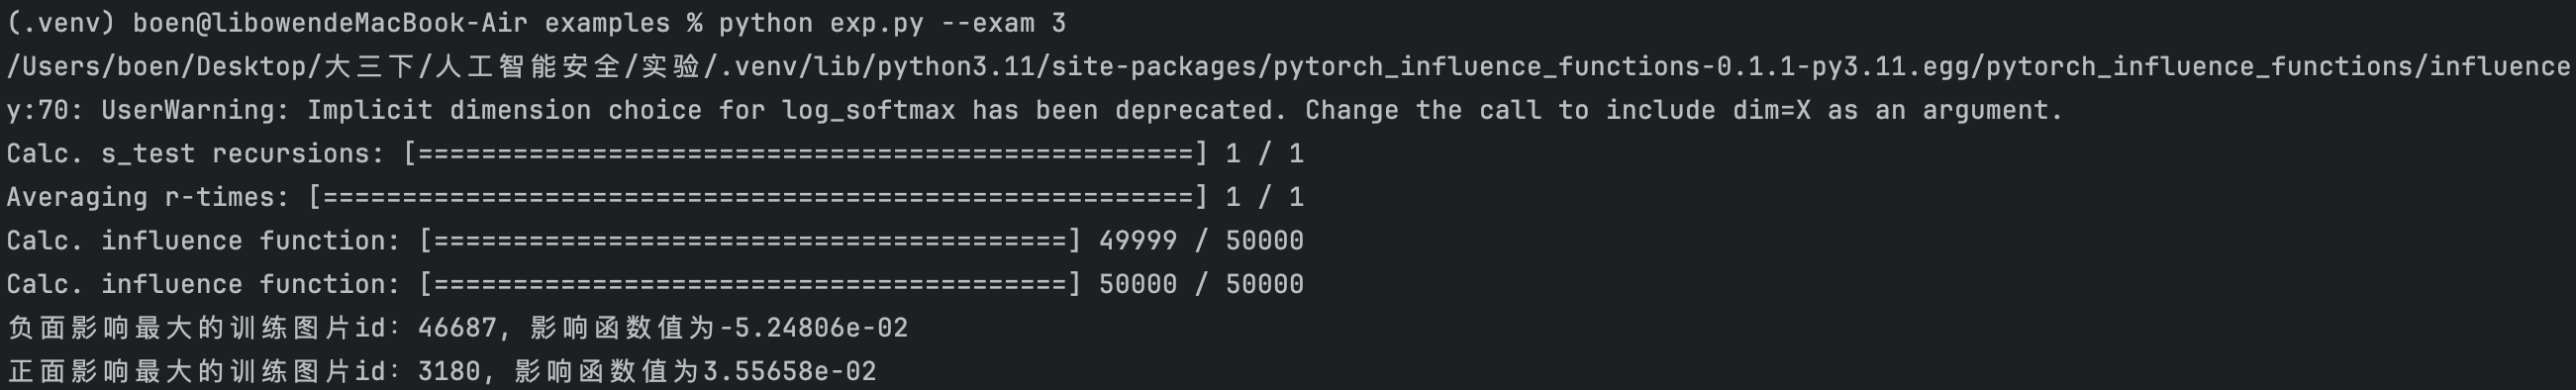 (.venv) boen@libowendeMacBook-Air examples % python exp.py --exam 3
/Users/boen/Desktop/大三下/人工智能安全/实验/.venv/lib/python3.11/site-packages/pytorch_influence_functions-0.1.1-py3.11.egg/pytorch_influence_functions/influence
y:70: UserWarning: Implicit dimension choice for log_softmax has been deprecated. Change the call to include dim=X as an argument.
Calc. s_test recursions: [=================================================] 1 / 1
Averaging r-times: [=======================================================] 1 / 1
Calc. influence function: [========================================] 49999 / 50000
Calc. influence function: [========================================] 50000 / 50000
负面影响最大的训练图片id: 46687, 影响函数值为-5.24806e-02
正面影响最大的训练图片id: 3180, 影响函数值为3.55658e-02